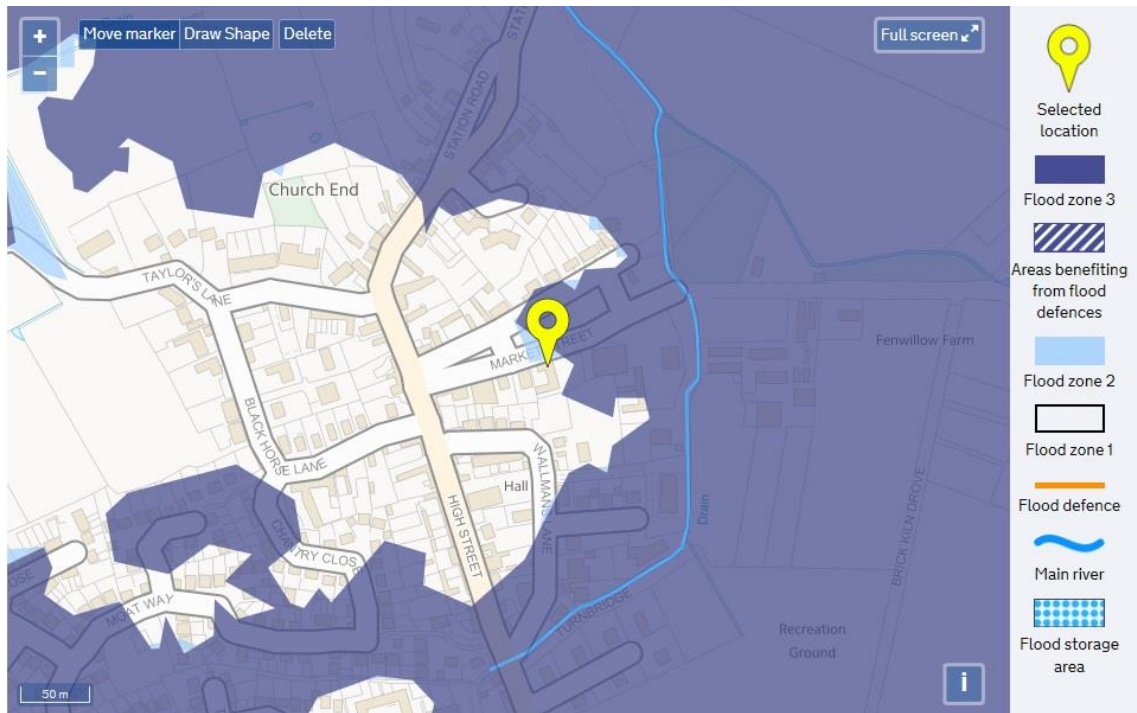 +
−
Move marker
Draw Shape
Delete
Full screen
Drain
STATI
STATION ROAD
Church End
TAYLOR'S LANE
MARKET STREET
Fenwillow Farm
BLACK HORSE LANE
WALLMANS LANE
Hall
HIGH STREET
Drain
BRICK KILN DROVE
CHANTRY CLOSE
OSE
MOAT WAY
TURNBRIDGE
Recreation
Ground
50 m
i
Selected
location
Flood zone 3
Areas benefiting
from flood
defences
Flood zone 2
Flood zone 1
Flood defence
Main river
Flood storage
area